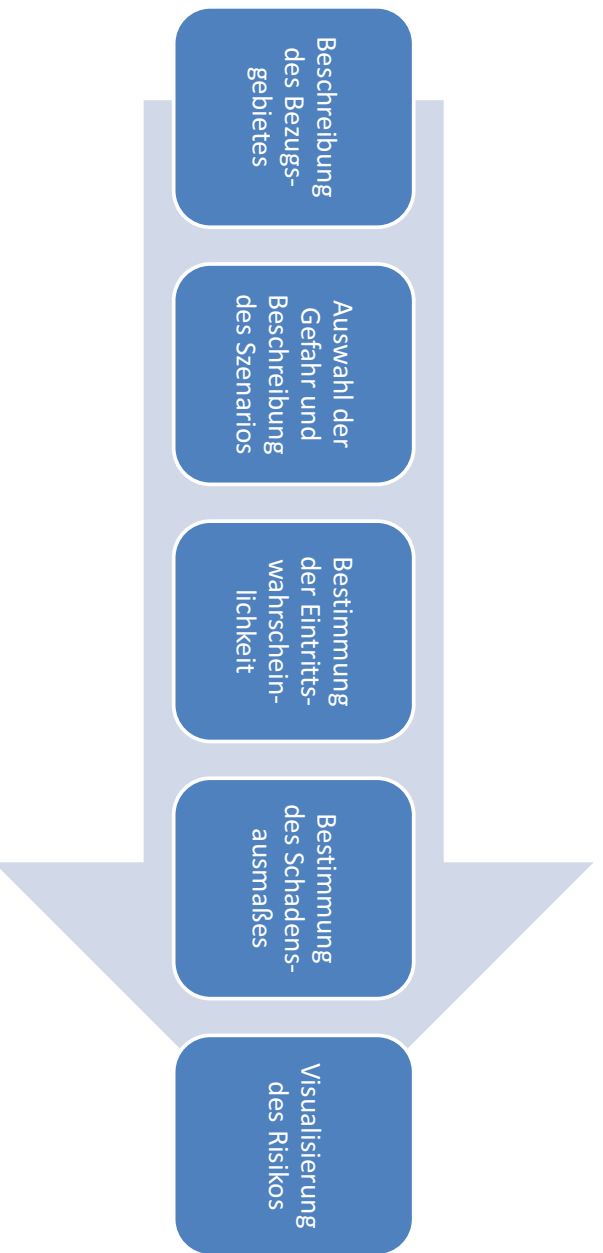 Beschreibung
des Bezugs-
gebietes
Auswahl der
Gefahr und
Beschreibung
des Szenarios
Bestimmung
der Eintritts-
wahrschein-
lichkeit
Bestimmung
des Schadens-
ausmaßes
Visualisierung
des Risikos